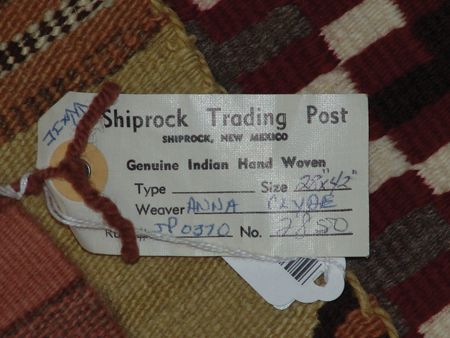 Shiprock Trading Post
SHIPROCK, NEW MEXICO
Genuine Indian Hand Woven
Type Size 28"x42"
Weaver ANNA CLYDE
JP0370 No. 2850